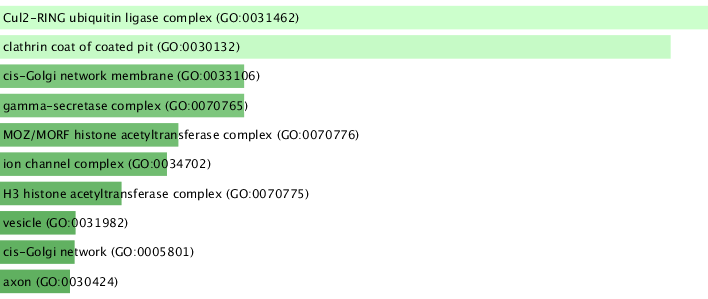 Cul2-RING ubiquitin ligase complex (GO:0031462)
clathrin coat of coated pit (GO:0030132)
cis-Golgi network membrane (GO:0033106)
gamma-secretase complex (GO:0070765)
MOZ/MORF histone acetyltransferase complex (GO:0070776)
ion channel complex (GO:0034702)
H3 histone acetyltransferase complex (GO:0070775)
vesicle (GO:0031982)
cis-Golgi network (GO:0005801)
axon (GO:0030424)